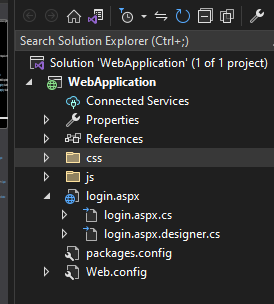 Search Solution Explorer (Ctrl+;)
Solution 'WebApplication' (1 of 1 project)
WebApplication
Connected Services
Properties
References
css
js
login.aspx
login.aspx.cs
login.aspx.designer.cs
packages.config
Web.config